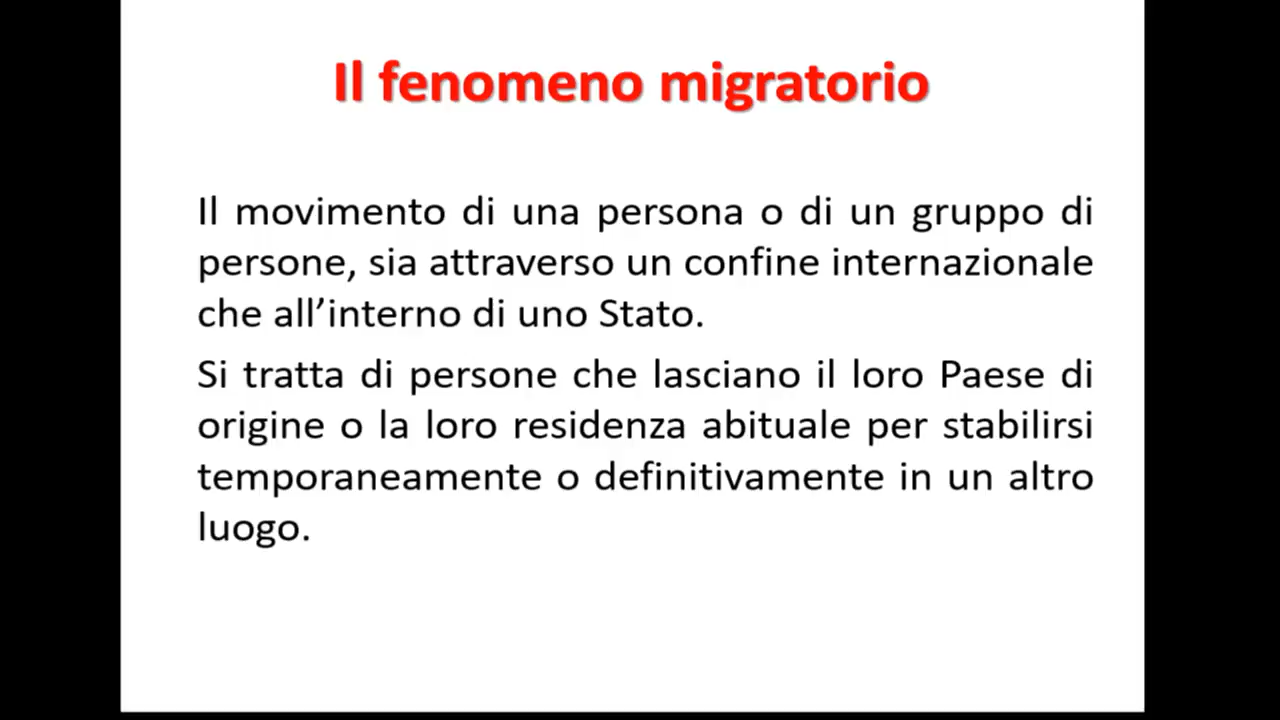 Il fenomeno migratorio
Il movimento di una persona o di un gruppo di
persone, sia attraverso un confine internazionale
che all’interno di uno Stato.
Si tratta di persone che lasciano il loro Paese di
origine o la loro residenza abituale per stabilirsi
temporaneamente o definitivamente in un altro
luogo.